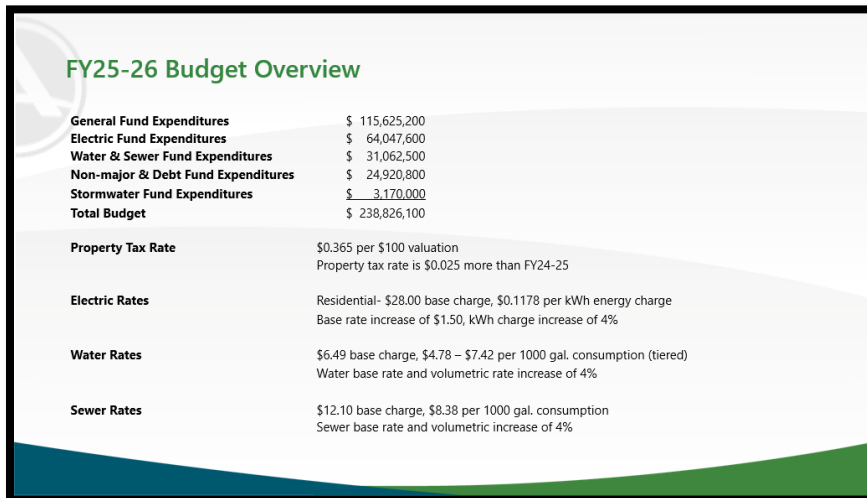 FY25-26 Budget Overview
General Fund Expenditures $ 115,625,200
Electric Fund Expenditures $ 64,047,600
Water & Sewer Fund Expenditures $ 31,062,500
Non-major & Debt Fund Expenditures $ 24,920,800
Stormwater Fund Expenditures $ 3,170,000
Total Budget $ 238,826,100
Property Tax Rate $0.365 per $100 valuation
Property tax rate is $0.025 more than FY24-25
Electric Rates Residential- $28.00 base charge, $0.1178 per kWh energy charge
Base rate increase of $1.50, kWh charge increase of 4%
Water Rates $6.49 base charge, $4.78 – $7.42 per 1000 gal. consumption (tiered)
Water base rate and volumetric rate increase of 4%
Sewer Rates $12.10 base charge, $8.38 per 1000 gal. consumption
Sewer base rate and volumetric increase of 4%